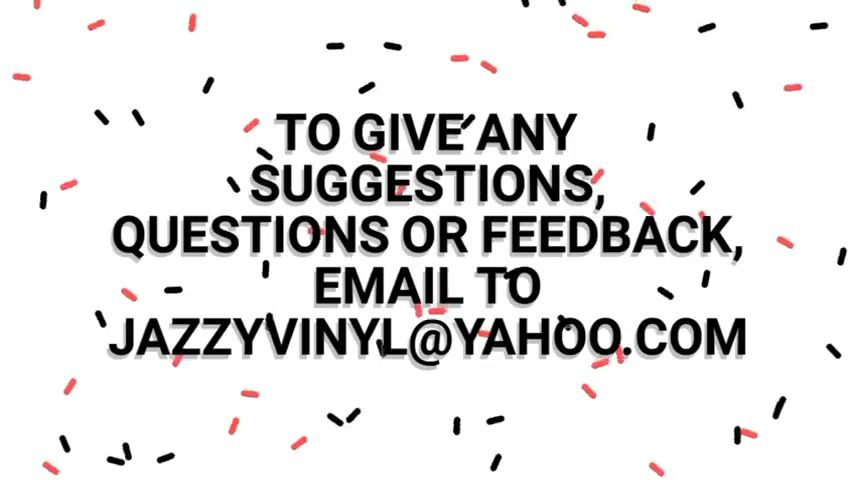 TO GIVE ANY
SUGGESTIONS,
QUESTIONS OR FEEDBACK,
EMAIL TO
JAZZYVINYL@YAHOO.COM